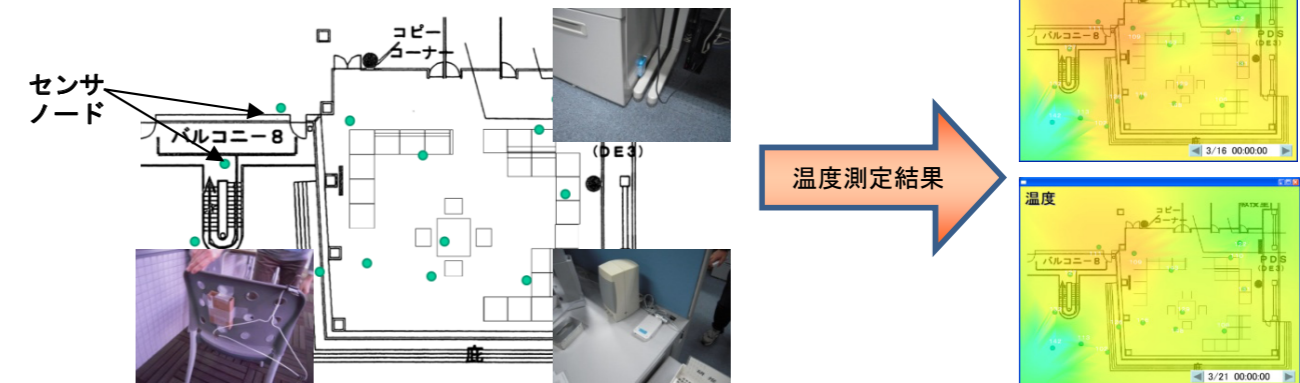 センサ
ノード
コピー
コーナー
バルコニー8
(DE3)
庇
温度測定結果
バルコニー8
PDS
(DE3)
3/16 00:00:00
温度
コピー
コーナー
バルコニー8
PDS
(DE3)
庇
3/21 00:00:00